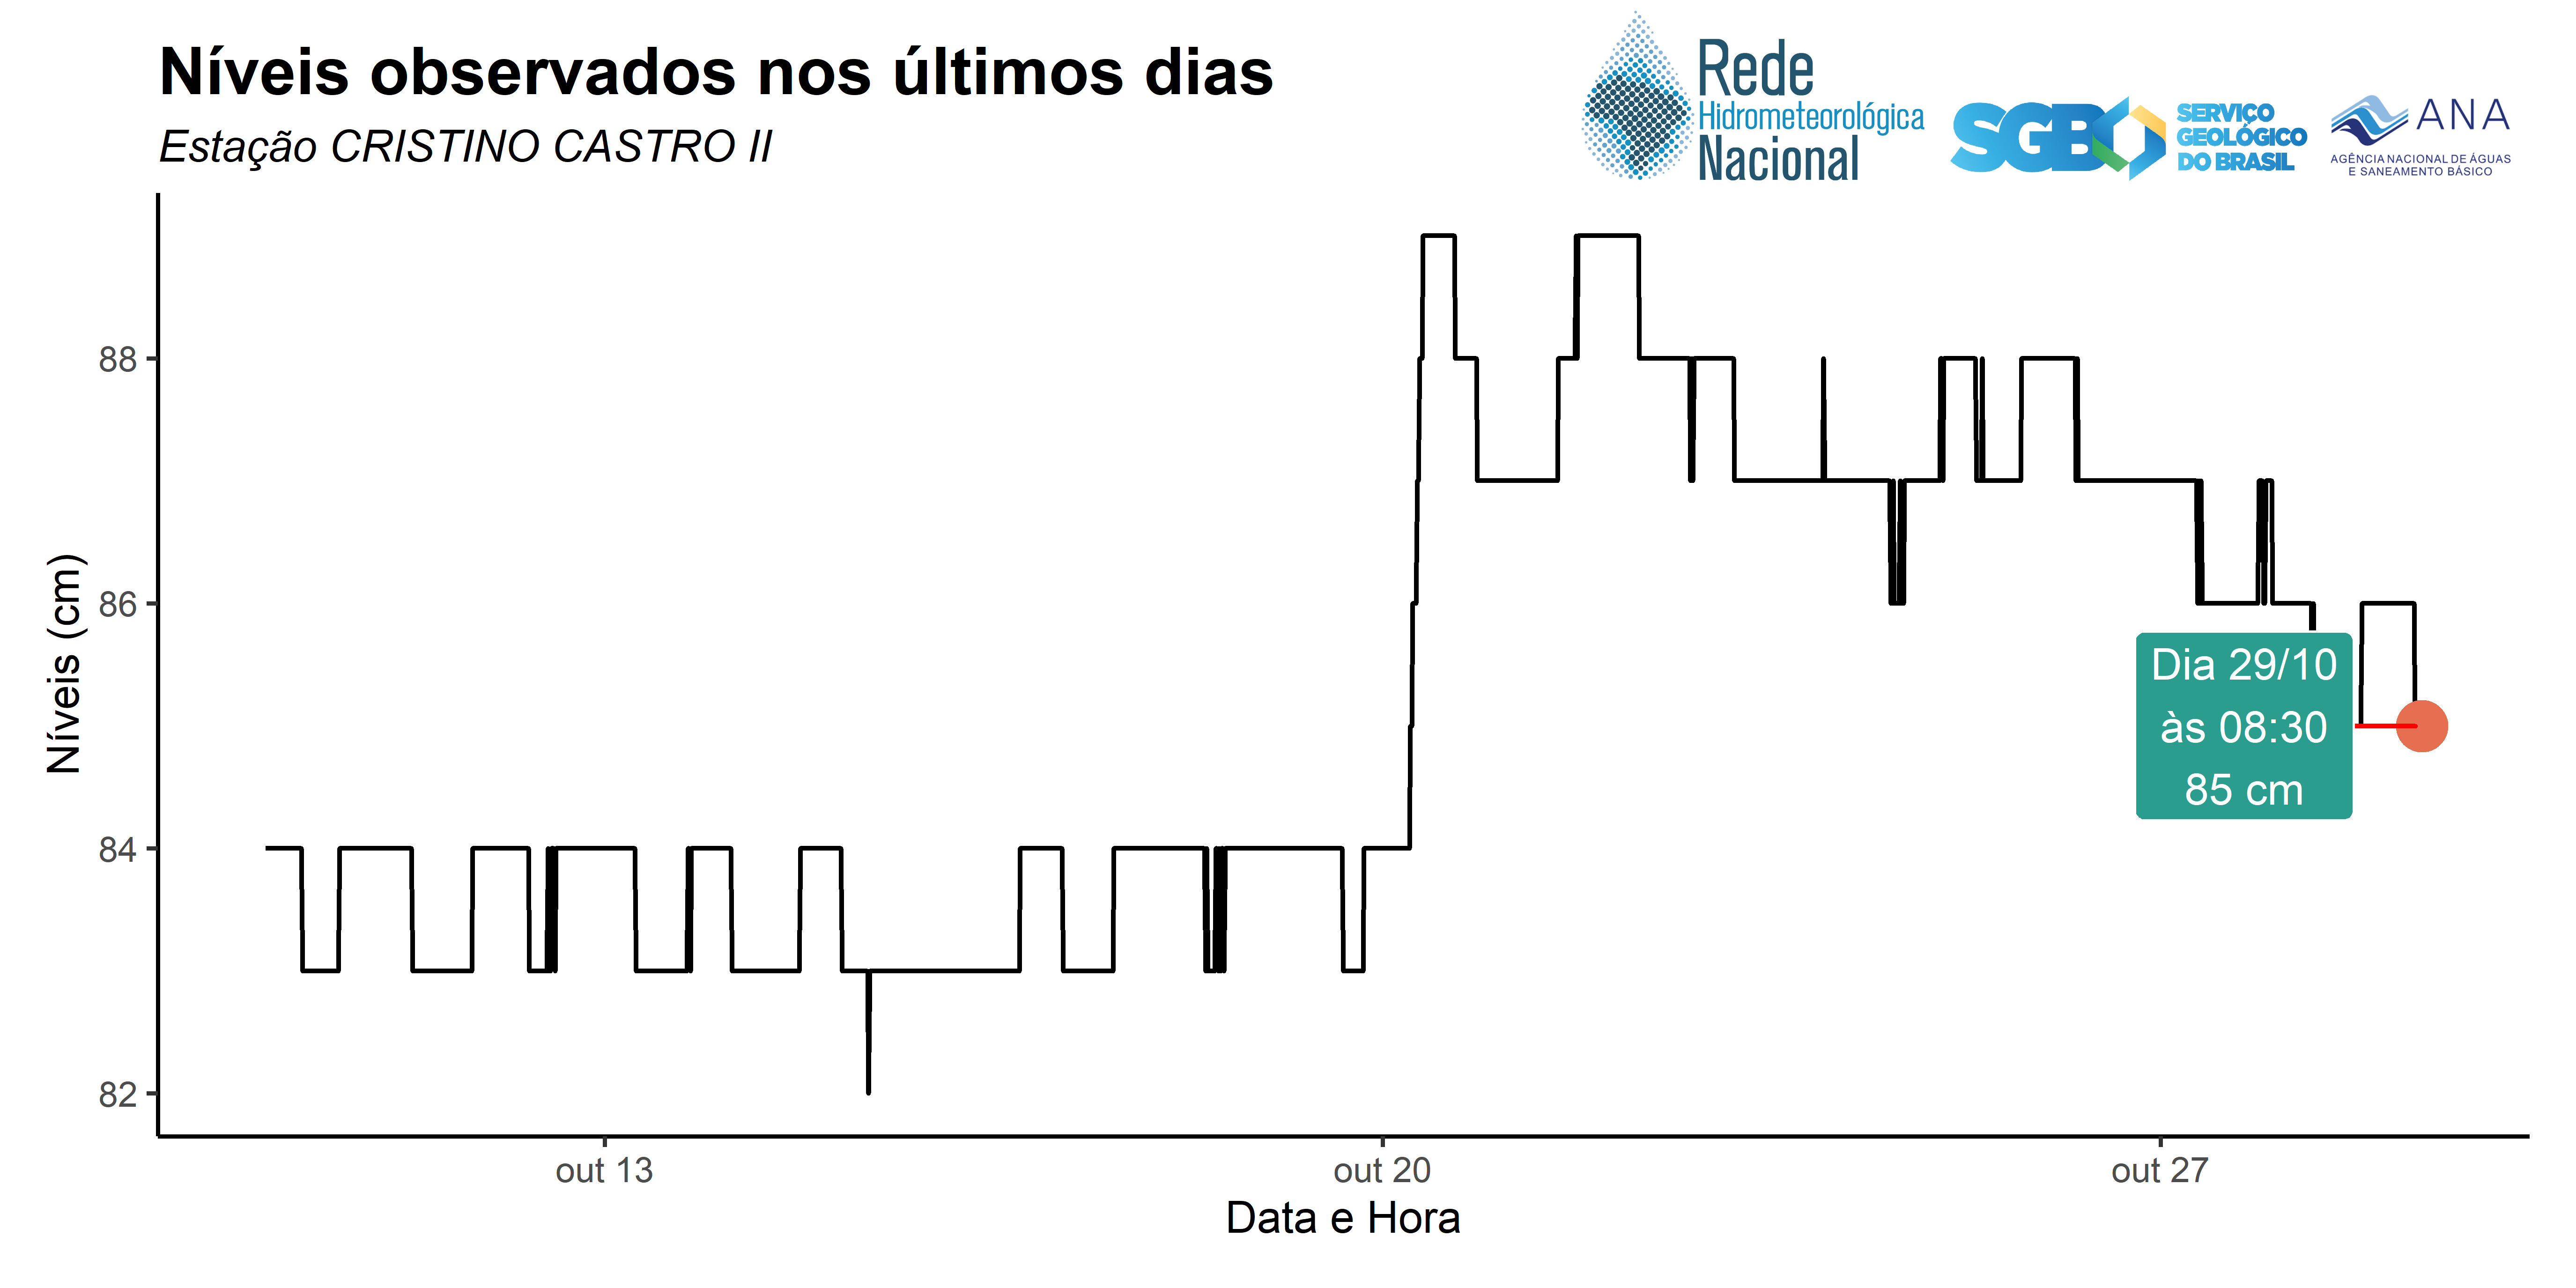 Níveis observados nos últimos dias
Estação CRISTINO CASTRO II
Rede
Hidrometeorológica
Nacional
SGB
SERVIÇO
GEOLÓGICO
DO BRASIL
ANA
AGÊNCIA NACIONAL DE ÁGUAS
E SANEAMENTO BÁSICO
Níveis (cm)
88
86
84
82
Dia 29/10
às 08:30
85 cm
out 13
out 20
out 27
Data e Hora